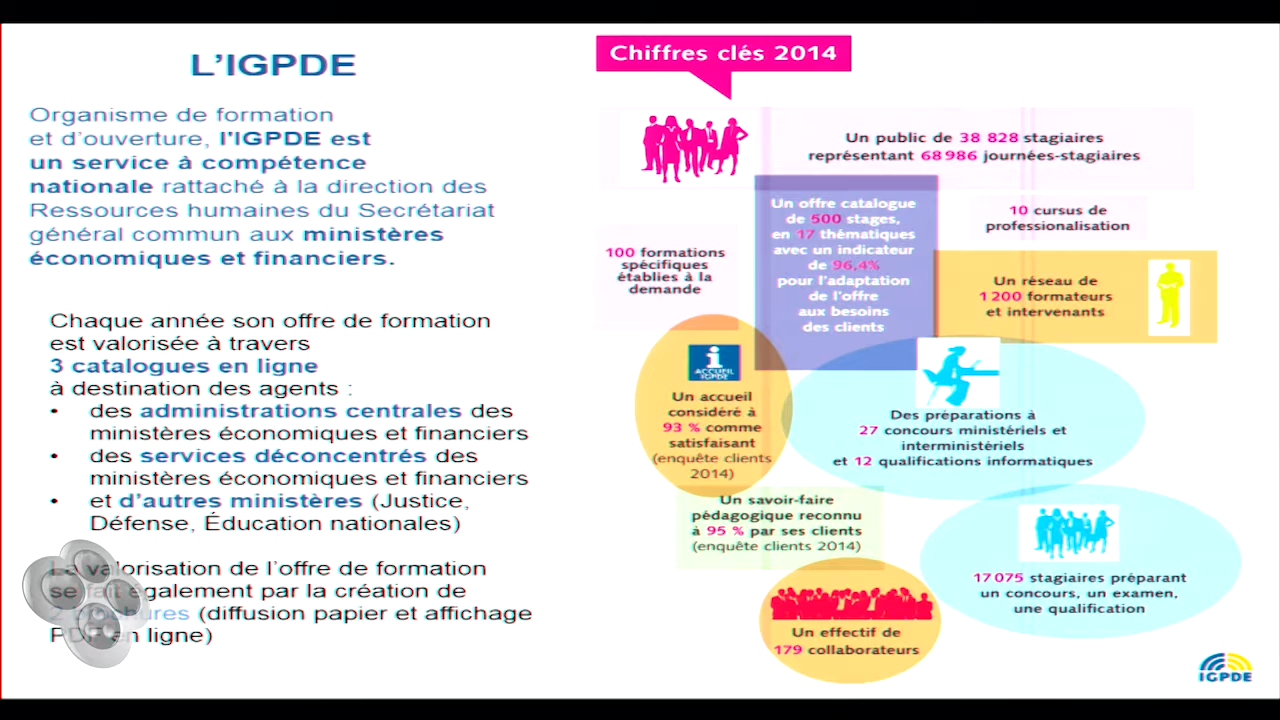 L'IGPDE
Organisme de formation
et d'ouverture, l'IGPDE est
un service à compétence
nationale rattaché à la direction des
Ressources humaines du Secrétariat
général commun aux ministères
économiques et financiers.
Chaque année son offre de formation
est valorisée à travers
3 catalogues en ligne
à destination des agents :
• des administrations centrales des
ministères économiques et financiers
• des services déconcentrés des
ministères économiques et financiers
• et d'autres ministères (Justice,
Défense, Éducation nationales)
La valorisation de l'offre de formation
se fait également par la création de
(diffusion papier et affichage
PDF en ligne)
Chiffres clés 2014
Un public de 38 828 stagiaires
représentant 68 986 journées-stagiaires
Un offre catalogue
de 500 stages,
en 17 thématiques
avec un indicateur
de 96,4%
pour l'adaptation
de l'offre
aux besoins
des clients
10 cursus de
professionalisation
100 formations
spécifiques
établies à la
demande
Un réseau de
1 200 formateurs
et intervenants
i
ACCUEIL
IGPDE
Un accueil
considéré à
93 % comme
satisfaisant
(enquête clients
2014)
Des préparations à
27 concours ministériels et
interministériels
et 12 qualifications informatiques
Un savoir-faire
pédagogique reconnu
à 95 % par ses clients
(enquête clients 2014)
17 075 stagiaires préparant
un concours, un examen,
une qualification
Un effectif de
179 collaborateurs
IGPDE